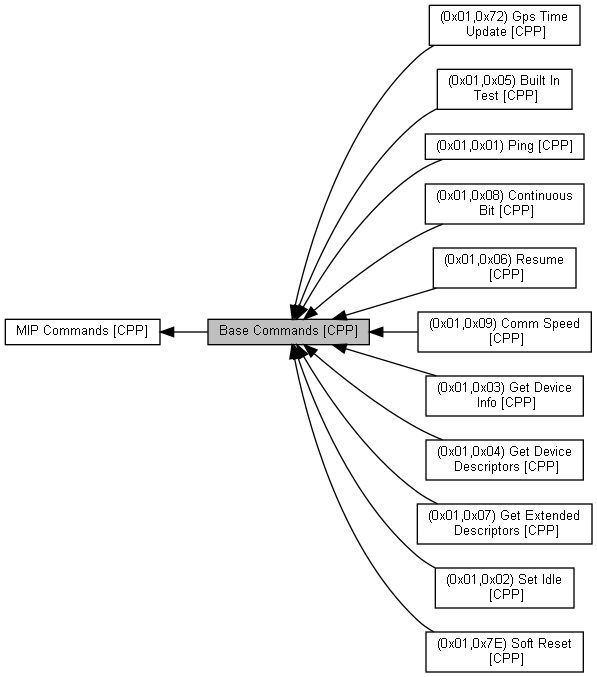 (0x01,0x72) Gps Time
Update [CPP]
(0x01,0x05) Built In
Test [CPP]
(0x01,0x01) Ping [CPP]
(0x01,0x08) Continuous
Bit [CPP]
(0x01,0x06) Resume
[CPP]
MIP Commands [CPP]
Base Commands [CPP]
(0x01,0x09) Comm Speed
[CPP]
(0x01,0x03) Get Device
Info [CPP]
(0x01,0x04) Get Device
Descriptors [CPP]
(0x01,0x07) Get Extended
Descriptors [CPP]
(0x01,0x02) Set Idle
[CPP]
(0x01,0x7E) Soft Reset
[CPP]